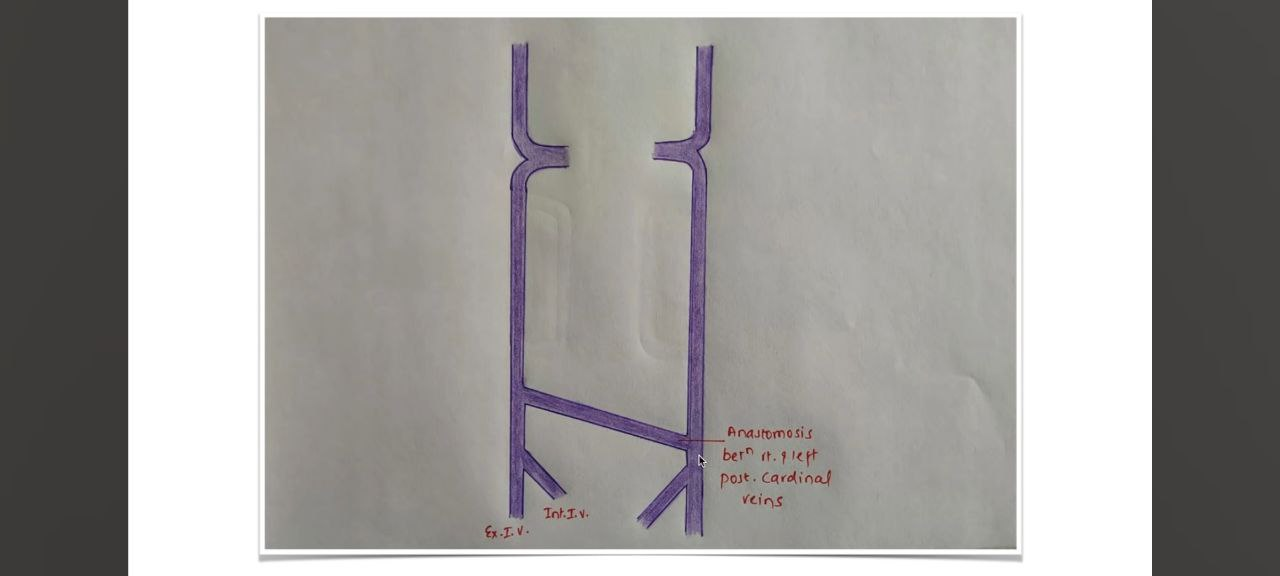 Anastomosis
betⁿ rt. & left
post. Cardinal
veins
Int. I. v.
Ex. I. V.